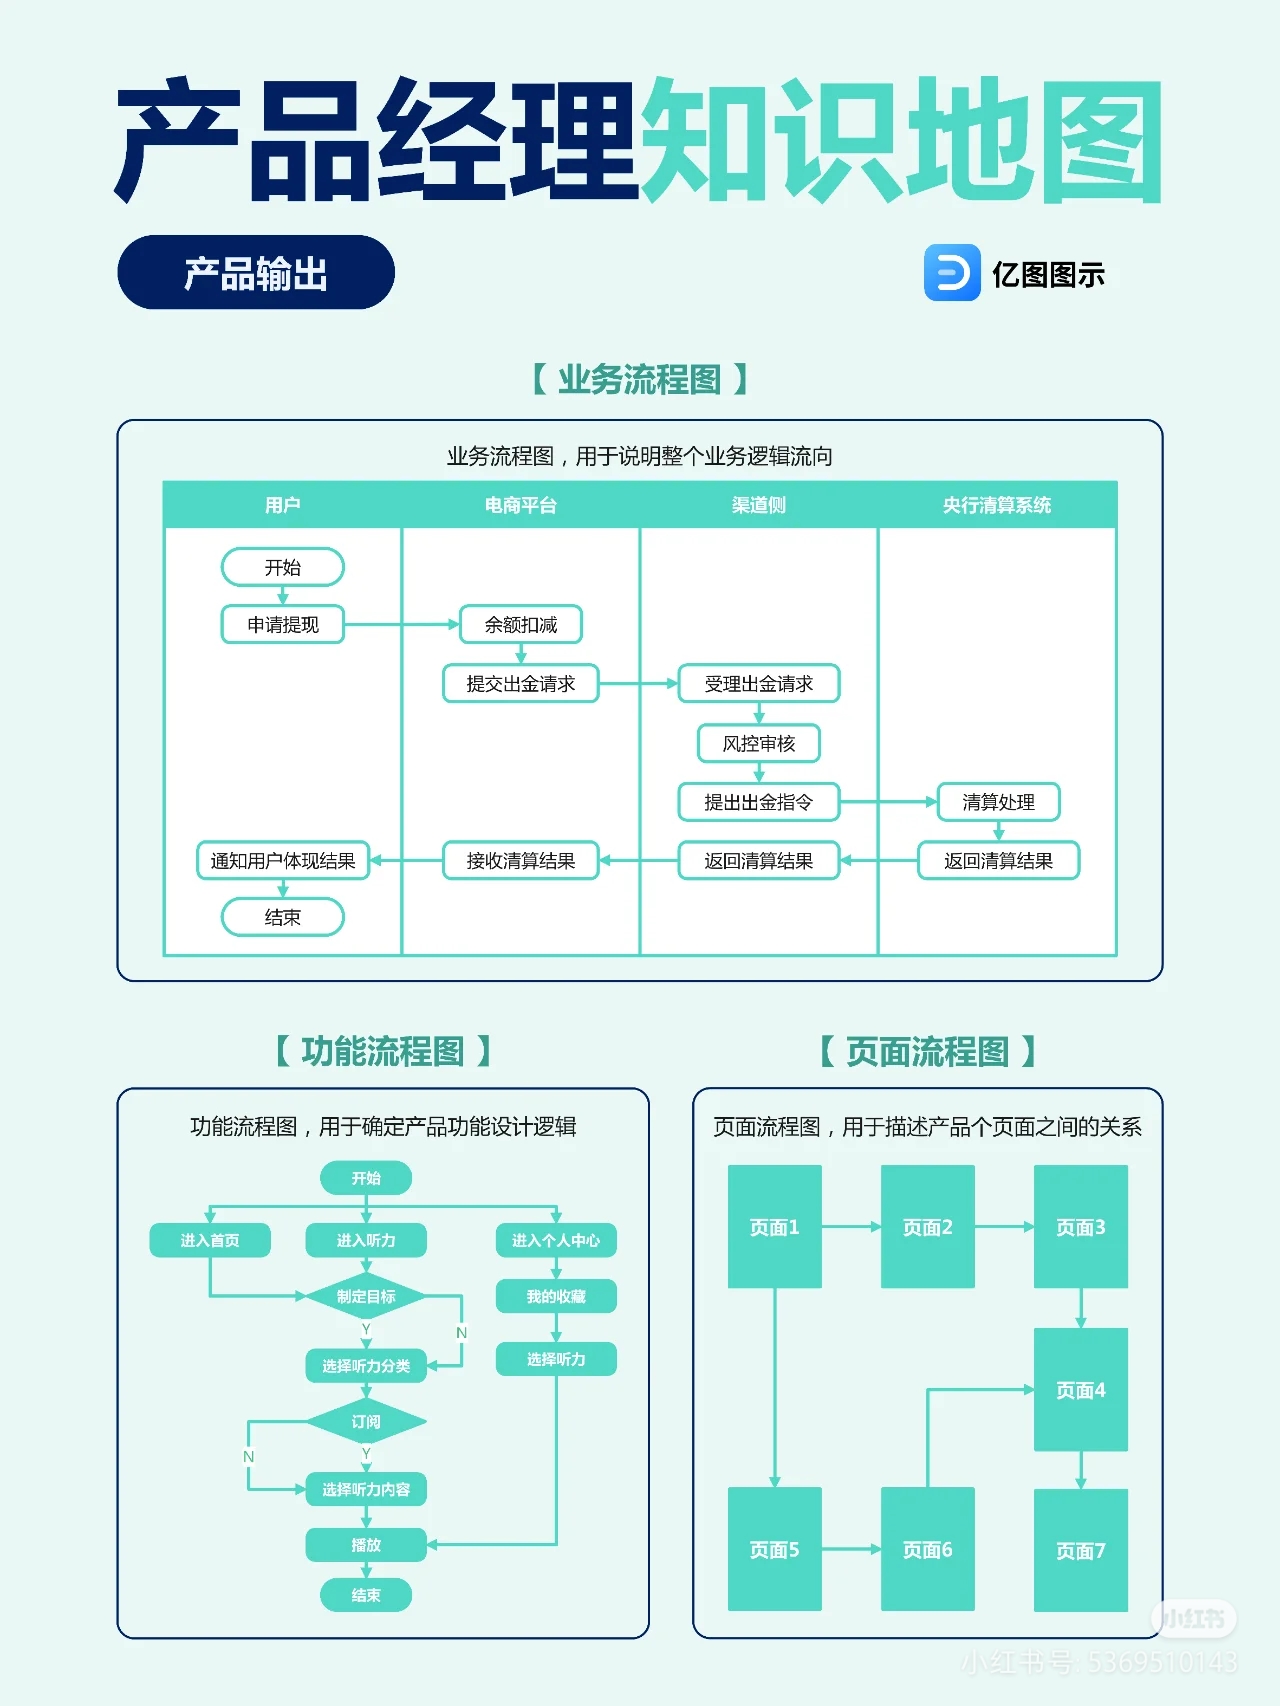 产品经理知识地图
产品输出
亿图图示
【 业务流程图 】
业务流程图，用于说明整个业务逻辑流向
用户
电商平台
渠道侧
央行清算系统
开始
申请提现
余额扣减
提交出金请求
受理出金请求
风控审核
提出出金指令
清算处理
通知用户体现结果
接收清算结果
返回清算结果
返回清算结果
结束
【 功能流程图 】
功能流程图，用于确定产品功能设计逻辑
开始
进入首页
进入听力
进入个人中心
制定目标
我的收藏
Y
N
选择听力分类
选择听力
订阅
N
Y
选择听力内容
播放
结束
【 页面流程图 】
页面流程图，用于描述产品个页面之间的关系
页面1
页面2
页面3
页面4
页面5
页面6
页面7
小红书
小红书号: 5369510143